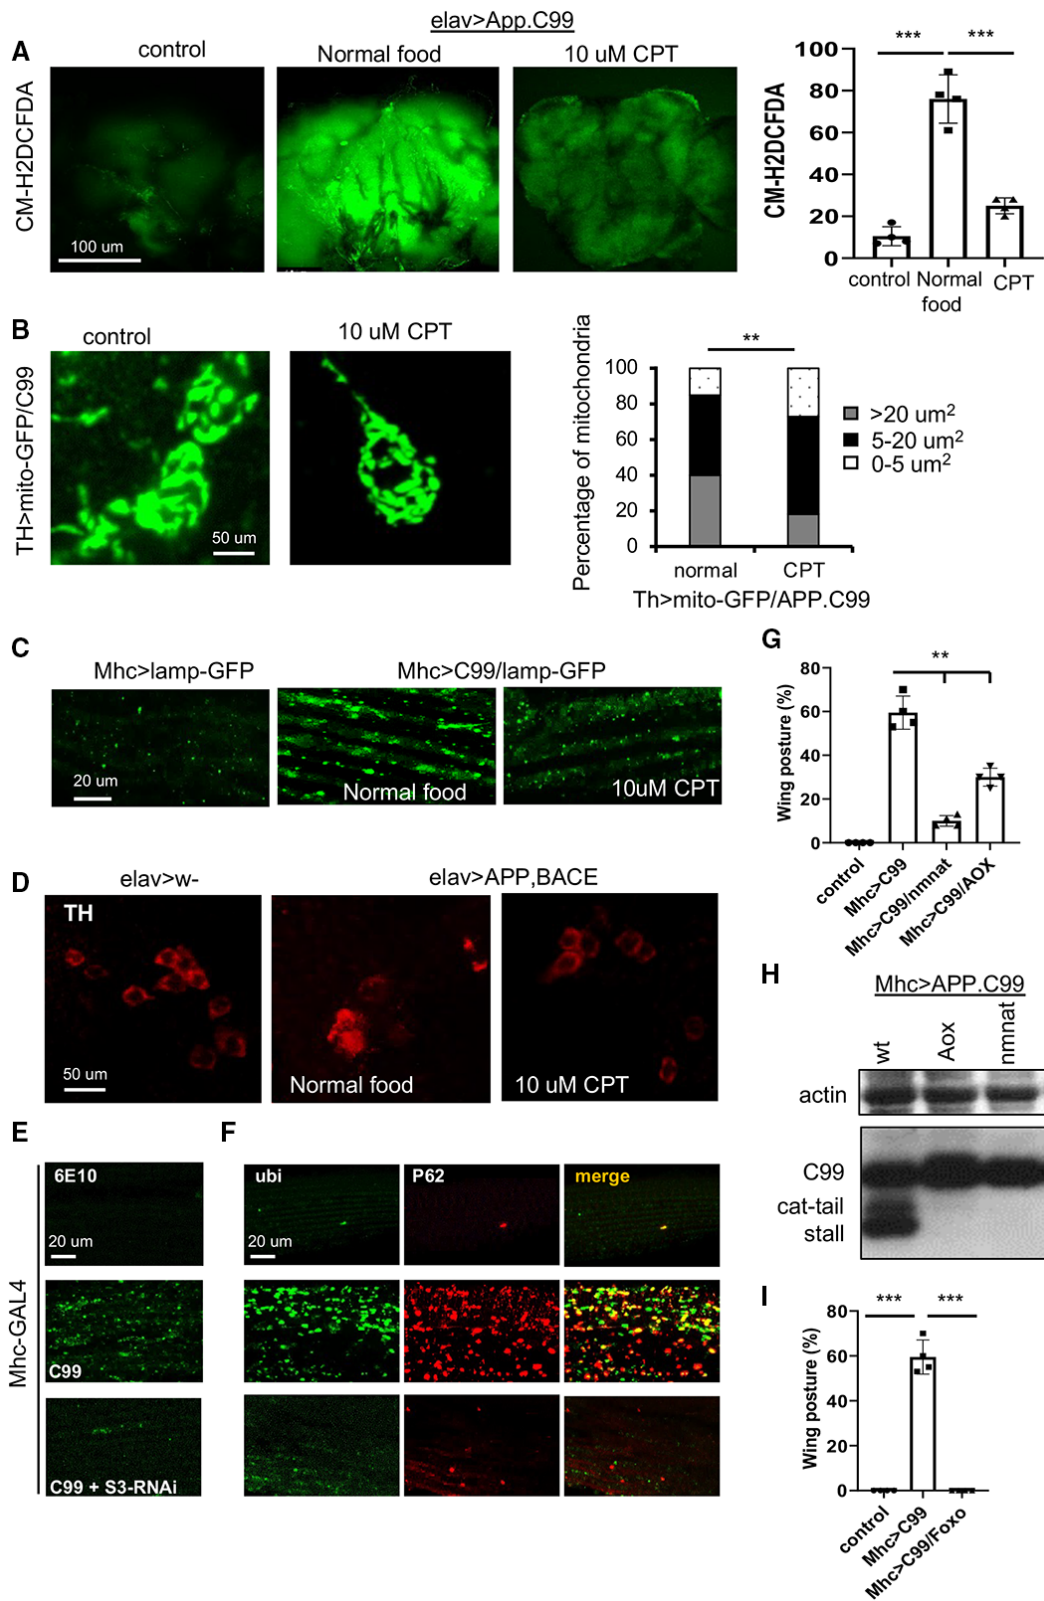 elav>App.C99
A
control
Normal food
10 uM CPT
CM-H2DCFDA
100 um
CM-H2DCFDA
100
80
60
40
20
0
***
***
control
Normal
food
CPT
B
control
10 uM CPT
TH>mito-GFP/C99
50 um
Percentage of mitochondria
100
80
60
40
20
0
**
>20 um²
5-20 um²
0-5 um²
normal
CPT
Th>mito-GFP/APP.C99
C
Mhc>lamp-GFP
Mhc>C99/lamp-GFP
20 um
Normal food
10uM CPT
G
Wing posture (%)
80
60
40
20
0
**
control
Mhc>C99
Mhc>C99/nmnat
Mhc>C99/AOX
D
elav>w-
elav>APP,BACE
TH
50 um
Normal food
10 uM CPT
H
Mhc>APP.C99
wt
Aox
nmnat
actin
C99
cat-tail
stall
E
Mhc-GAL4
6E10
20 um
C99
C99 + S3-RNAi
F
ubi
P62
merge
20 um
I
Wing posture (%)
80
60
40
20
0
***
***
control
Mhc>C99
Mhc>C99/Foxo